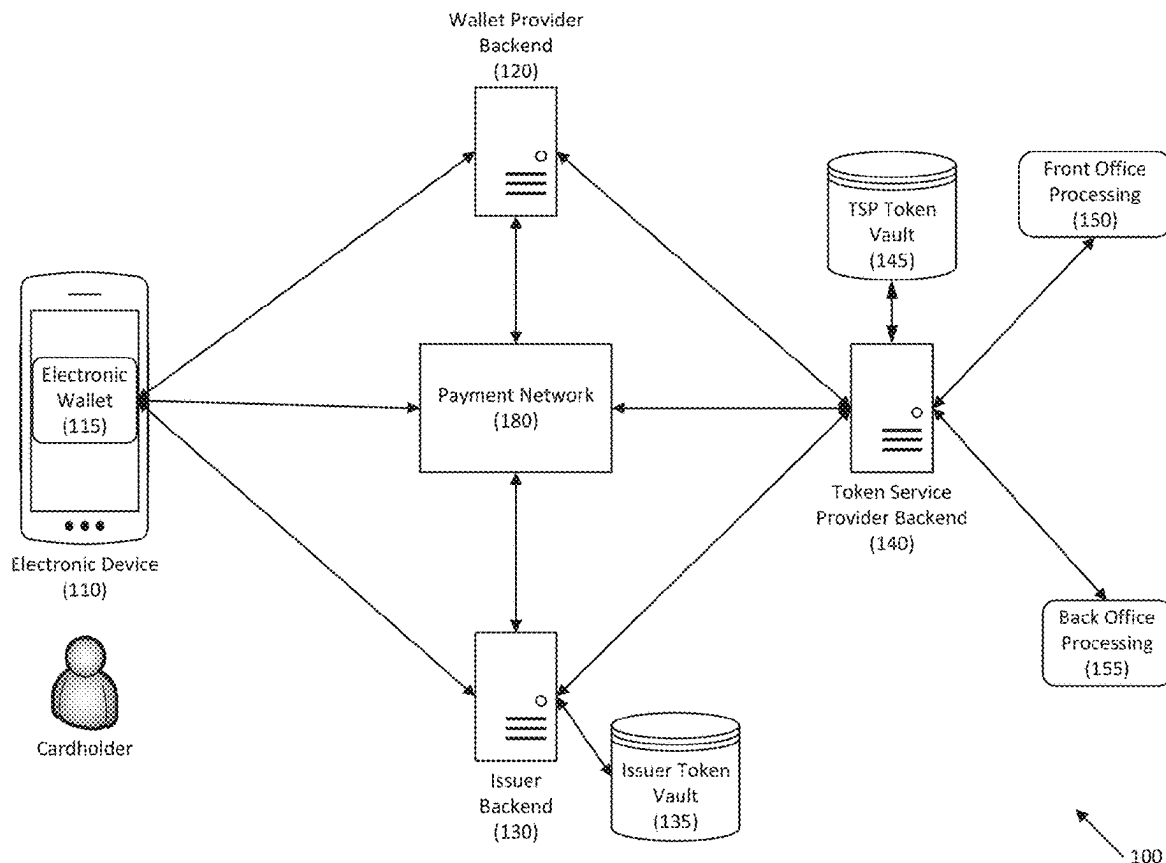 Wallet Provider
Backend
(120)
TSP Token
Vault
(145)
Front Office
Processing
(150)
Electronic
Wallet
(115)
Payment Network
(180)
Token Service
Provider Backend
(140)
Electronic Device
(110)
Back Office
Processing
(155)
Cardholder
Issuer
Backend
(130)
Issuer Token
Vault
(135)
100